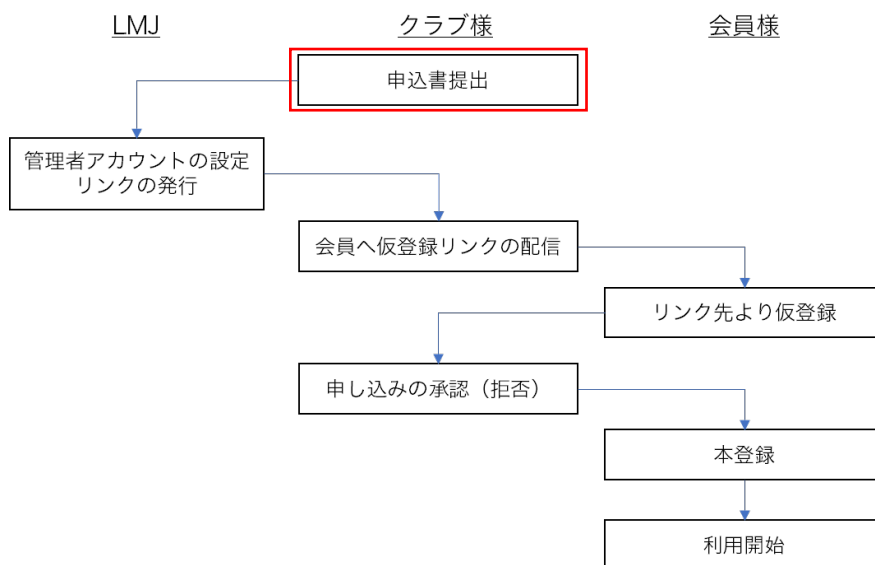 LMJ
クラブ様
会員様
申込書提出
管理者アカウントの設定
リンクの発行
会員へ仮登録リンクの配信
リンク先より仮登録
申し込みの承認（拒否）
本登録
利用開始